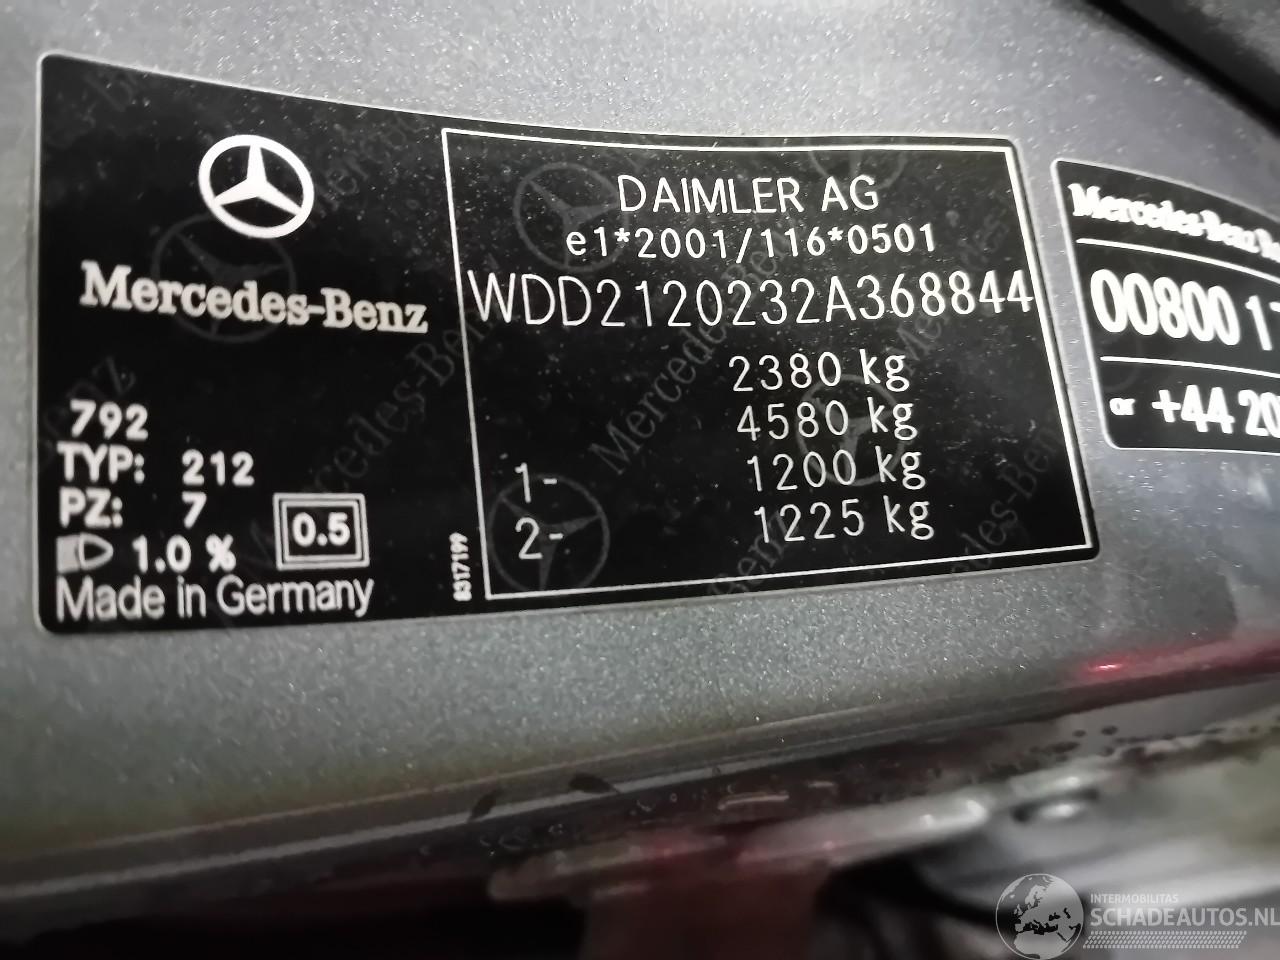 Mercedes-Benz
792
TYP: 212
PZ: 7
1.0 %
0.5
Made in Germany
8317199
DAIMLER AG
e1*2001/116*0501
WDD2120232A368844
2380 kg
4580 kg
1- 1200 kg
2- 1225 kg
Mercedes-Benz
00800 1
or +44 20
INTERMOBILITAS
SCHADEAUTOS.NL